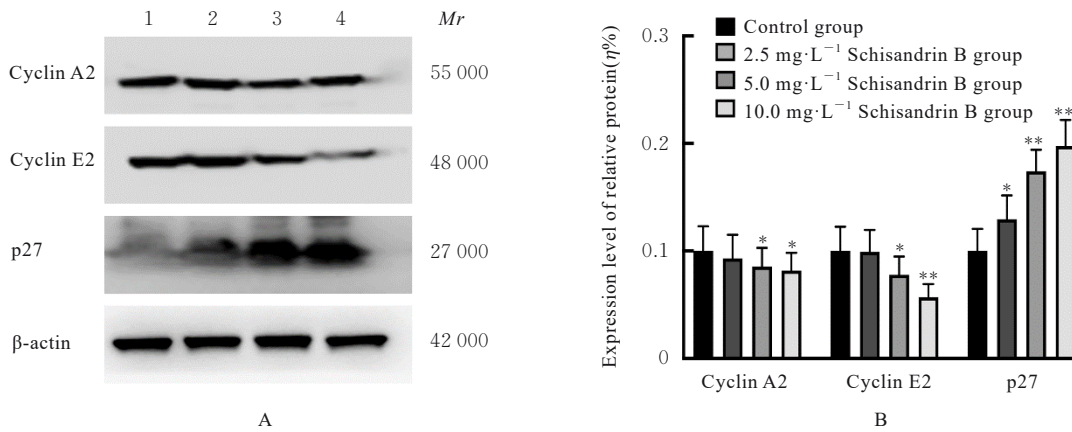 1 2 3 4 Mr
Cyclin A2 55 000
Cyclin E2 48 000
p27 27 000
β-actin 42 000
A
Expression level of relative protein(η%)
0.3
0.2
0.1
0
Control group
2.5 mg·L⁻¹ Schisandrin B group
5.0 mg·L⁻¹ Schisandrin B group
10.0 mg·L⁻¹ Schisandrin B group
* *
* **
* ** **
Cyclin A2 Cyclin E2 p27
B